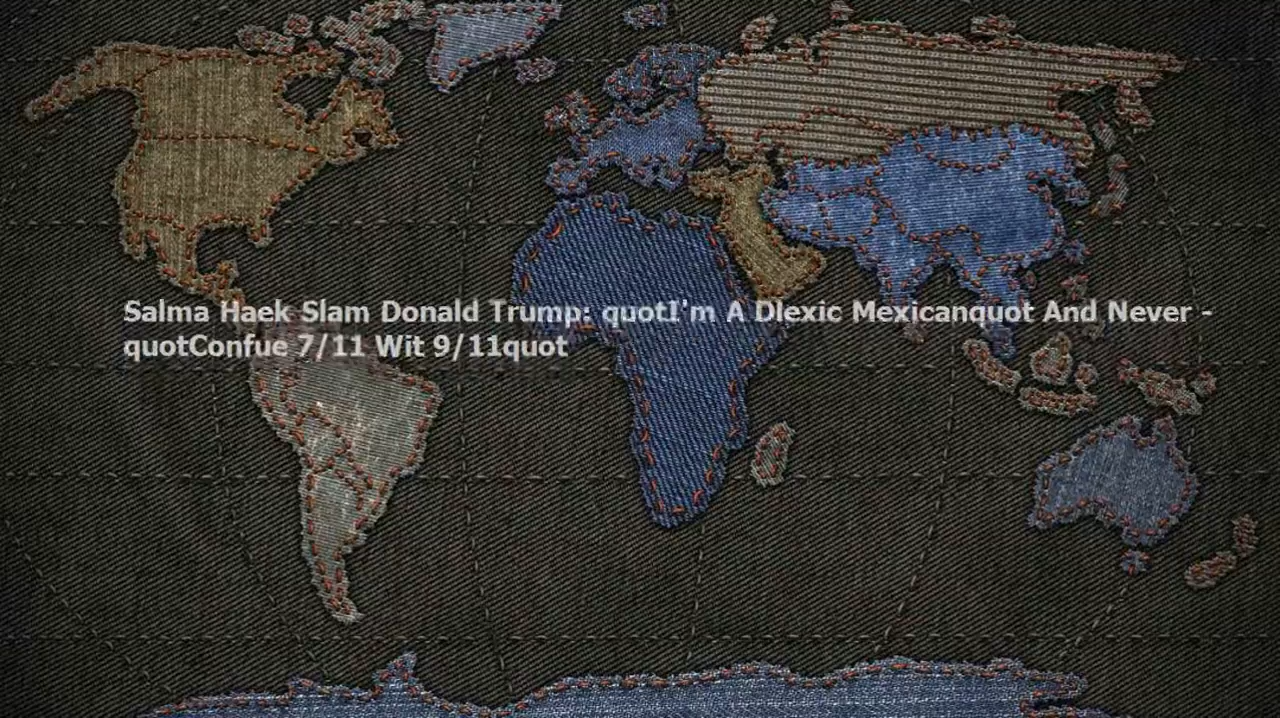 Salma Haek Slam Donald Trump: quotI'm A Dlexic Mexicanquot And Never -
quotConfue 7/11 Wit 9/11quot